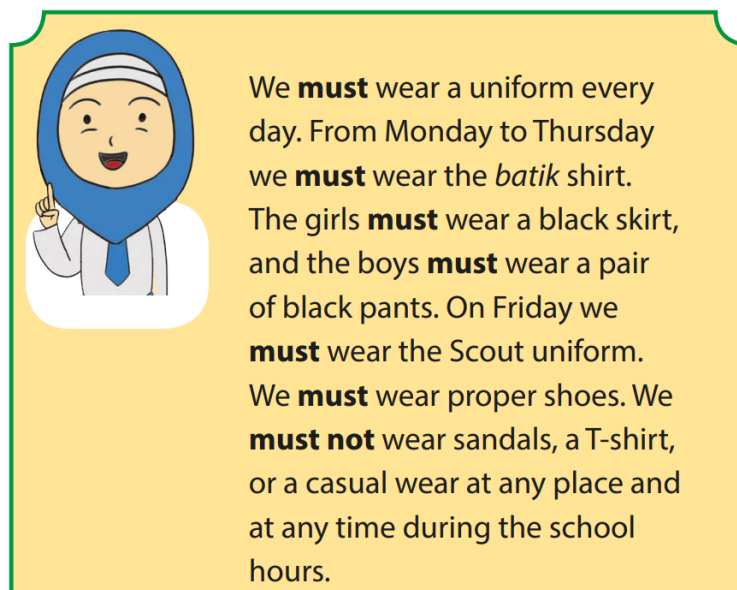 We must wear a uniform every
day. From Monday to Thursday
we must wear the batik shirt.
The girls must wear a black skirt,
and the boys must wear a pair
of black pants. On Friday we
must wear the Scout uniform.
We must wear proper shoes. We
must not wear sandals, a T-shirt,
or a casual wear at any place and
at any time during the school
hours.